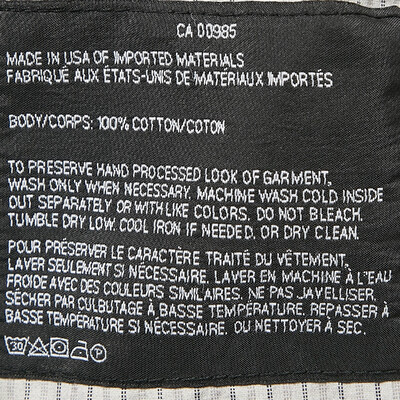 CA 00985
MADE IN USA OF IMPORTED MATERIALS
FABRIQUÉ AUX ÉTATS-UNIS DE MATÉRIAUX IMPORTÉS
BODY/CORPS: 100% COTTON/COTON
TO PRESERVE HAND PROCESSED LOOK OF GARMENT,
WASH ONLY WHEN NECESSARY. MACHINE WASH COLD INSIDE
OUT SEPARATELY OR WITH LIKE COLORS. DO NOT BLEACH.
TUMBLE DRY LOW. COOL IRON IF NEEDED, OR DRY CLEAN.
POUR PRÉSERVER LE CARACTÈRE TRAITÉ DU VÊTEMENT,
LAVER SEULEMENT SI NÉCESSAIRE. LAVER EN MACHINE À L'EAU
FROIDE AVEC DES COULEURS SIMILAIRES. NE PAS JAVELLISER.
SÉCHER PAR CULBUTAGE À BASSE TEMPÉRATURE. REPASSER À
BASSE TEMPÉRATURE SI NÉCESSAIRE. OU NETTOYER À SEC.
30 P